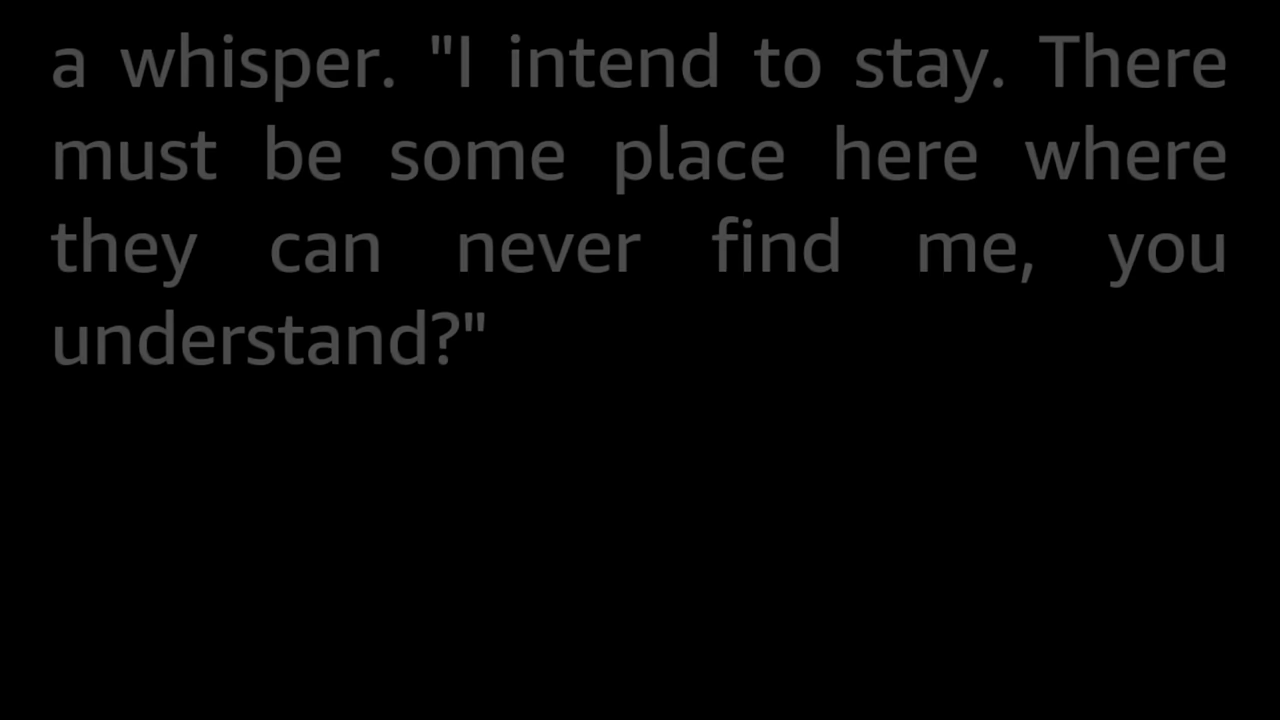 a whisper. "I intend to stay. There
must be some place here where
they can never find me, you
understand?"